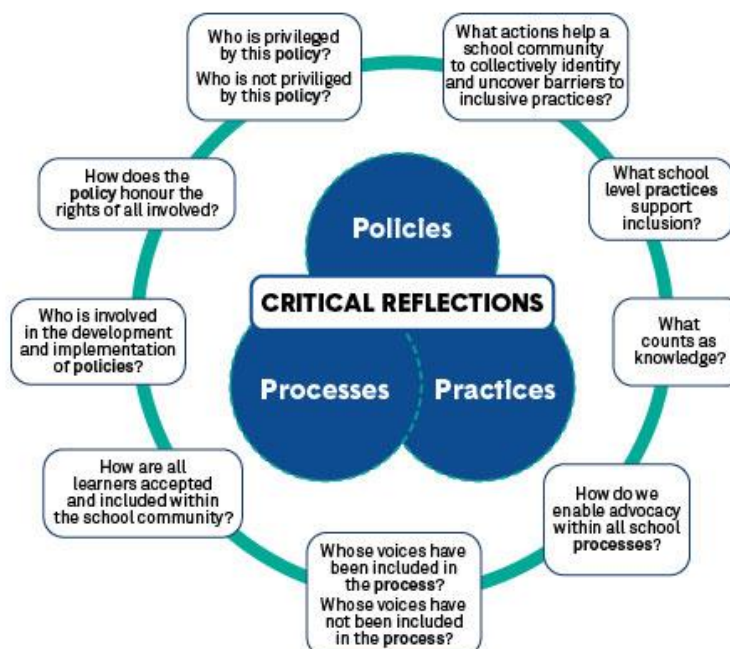 Who is privileged
by this policy?
Who is not priviliged
by this policy?
What actions help a
school community
to collectively identify
and uncover barriers to
inclusive practices?
How does the
policy honour the
rights of all involved?
What school
level practices
support
inclusion?
Policies
CRITICAL REFLECTIONS
Processes
Practices
Who is involved
in the development
and implementation
of policies?
What
counts as
knowledge?
How are all
learners accepted
and included within
the school community?
How do we
enable advocacy
within all school
processes?
Whose voices have
been included in
the process?
Whose voices have
not been included
in the process?